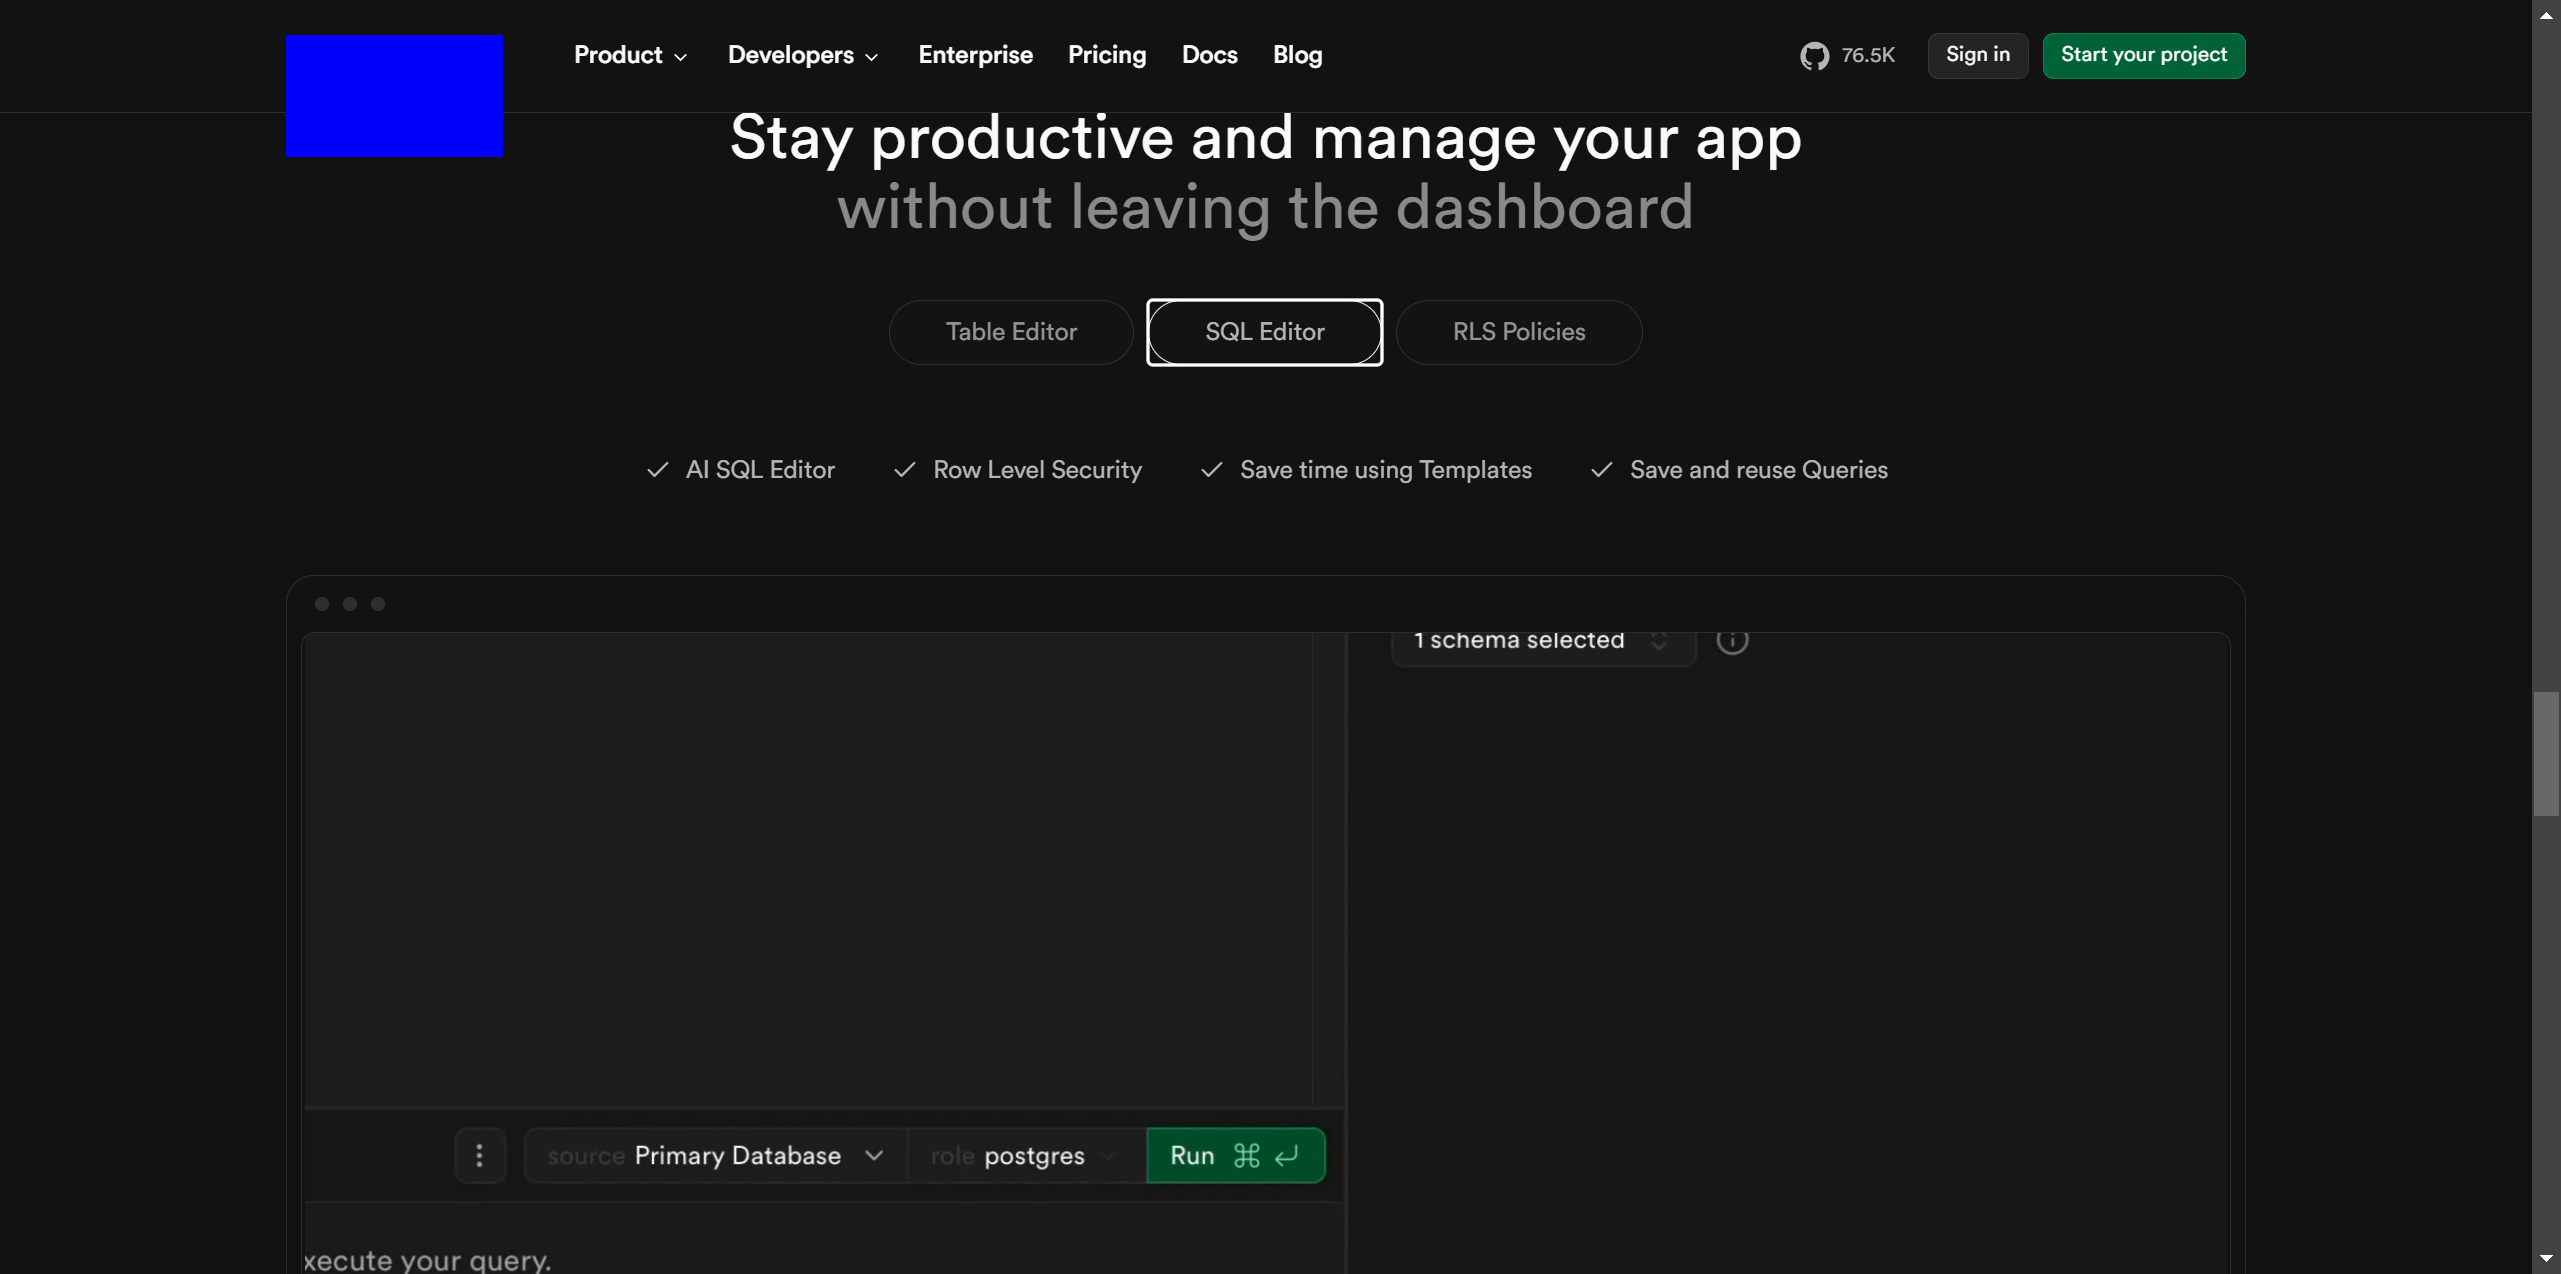 Product Developers Enterprise Pricing Docs Blog 76.5K Sign in Start your project
Stay productive and manage your app
without leaving the dashboard
Table Editor SQL Editor RLS Policies
AI SQL Editor Row Level Security Save time using Templates Save and reuse Queries
1 schema selected
source Primary Database role postgres Run
xecute your query.